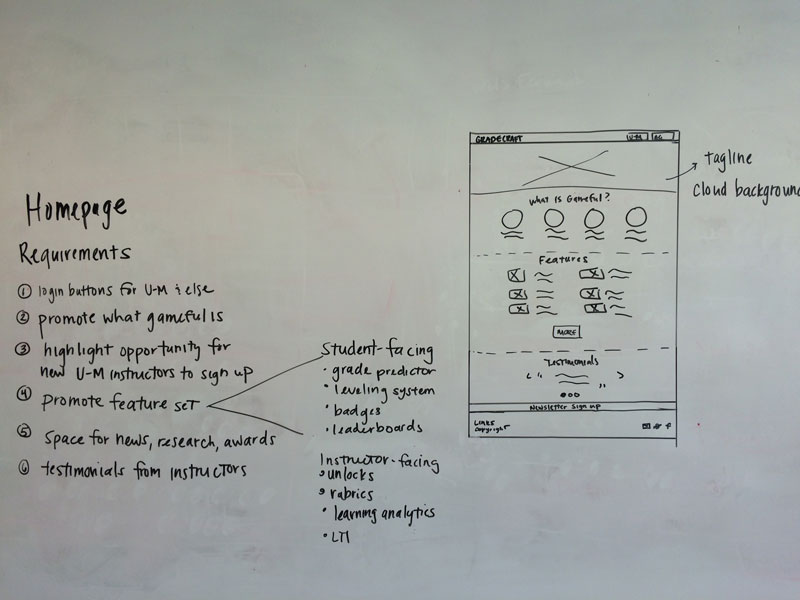 Homepage
Requirements
① login buttons for U-M & else
② promote what gameful is
③ highlight opportunity for
new U-M instructors to sign up
④ promote feature set
⑤ space for news, research, awards
⑥ testimonials from instructors
Student-facing
• grade predictor
• leveling system
• badges
• leaderboards
Instructor-facing
• unlocks
• rubrics
• learning analytics
• LTI
GRADECRAFT
U-M
What is Gameful?
Features
MORE
Testimonials
Newsletter Sign up
Links
Copyright
f
tagline
Cloud background